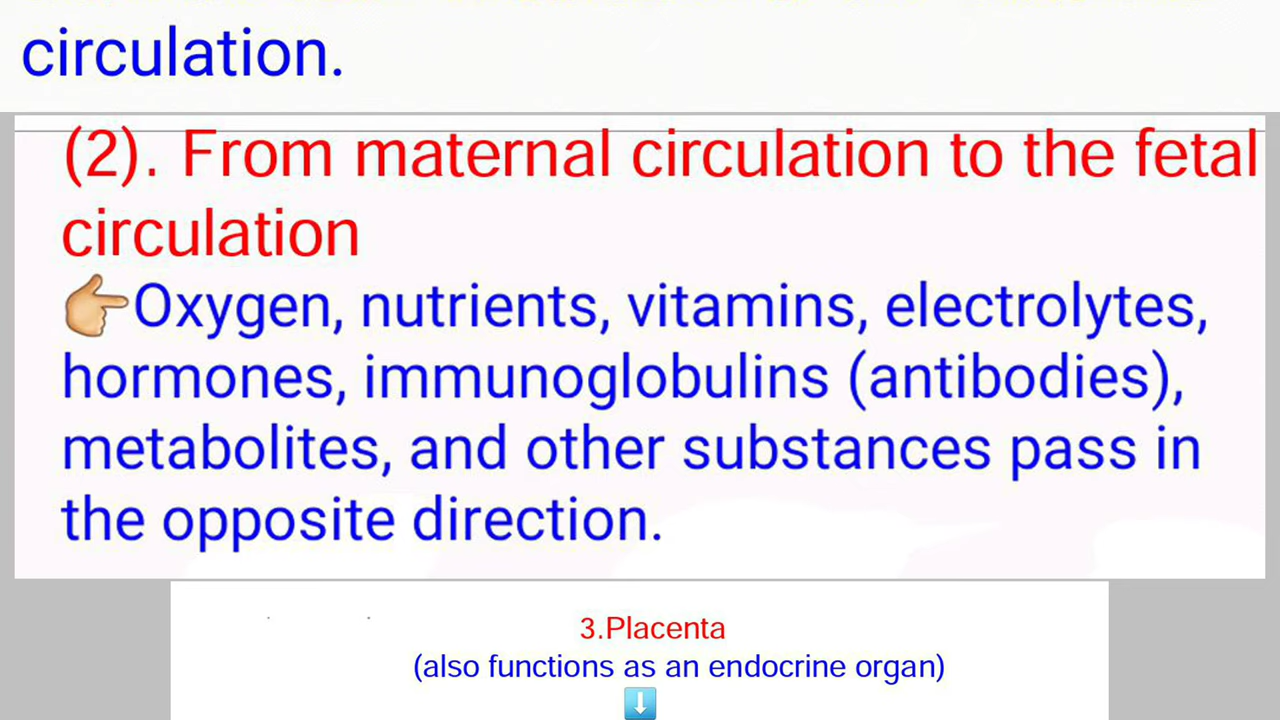 circulation.
(2). From maternal circulation to the fetal
circulation
👉Oxygen, nutrients, vitamins, electrolytes,
hormones, immunoglobulins (antibodies),
metabolites, and other substances pass in
the opposite direction.
3.Placenta
(also functions as an endocrine organ)
⬇️